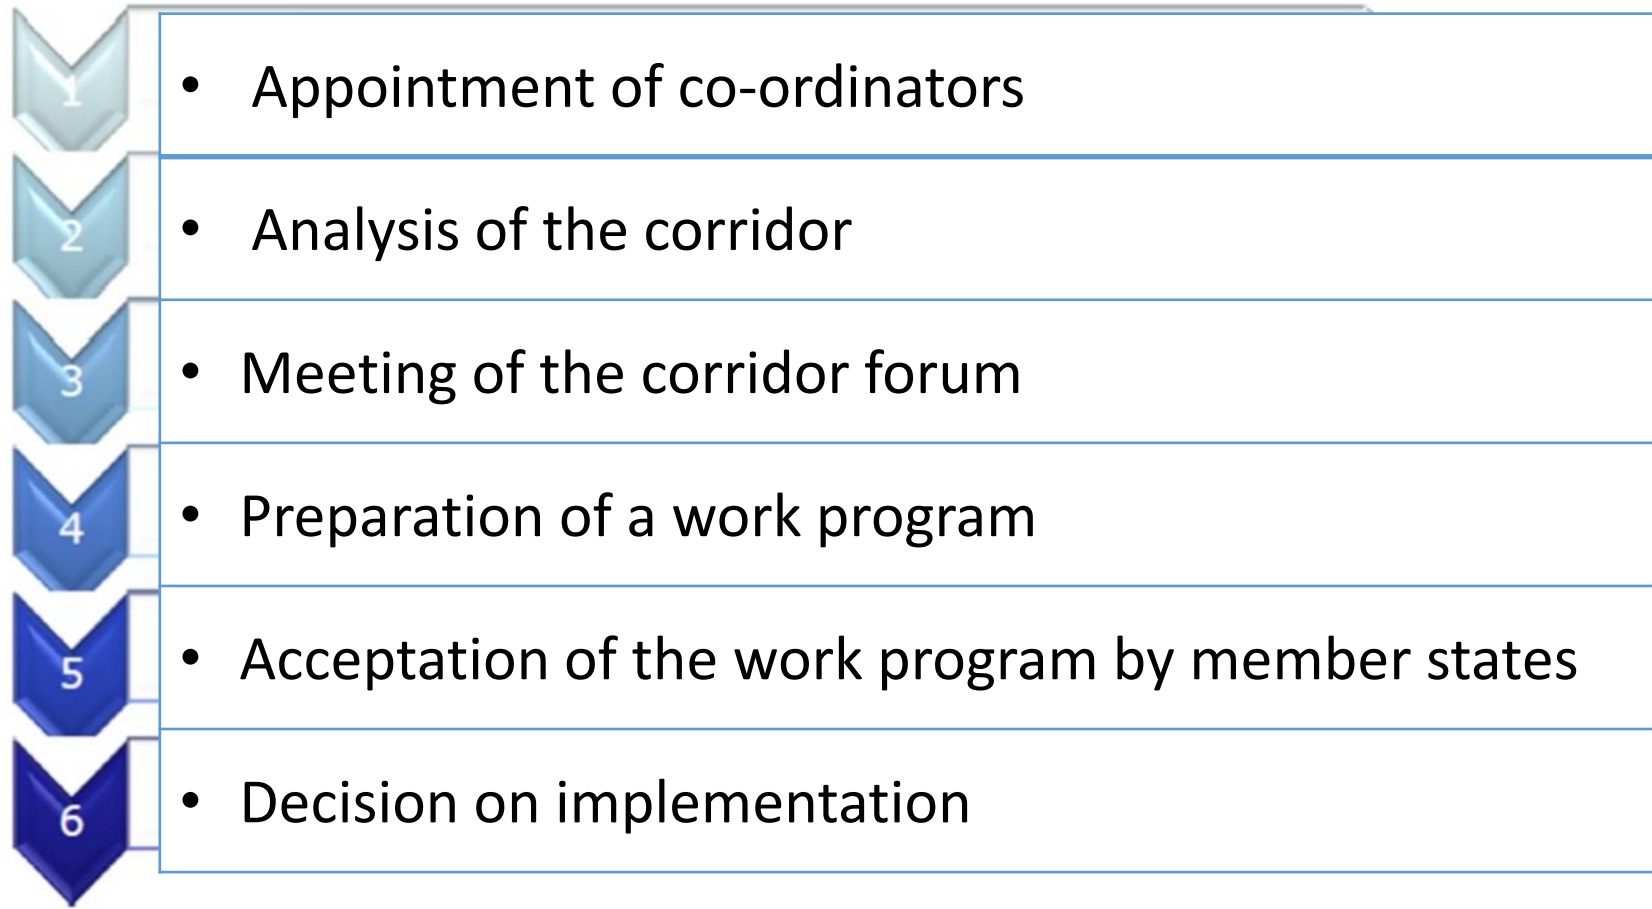 1 • Appointment of co-ordinators
2 • Analysis of the corridor
3 • Meeting of the corridor forum
4 • Preparation of a work program
5 • Acceptation of the work program by member states
6 • Decision on implementation